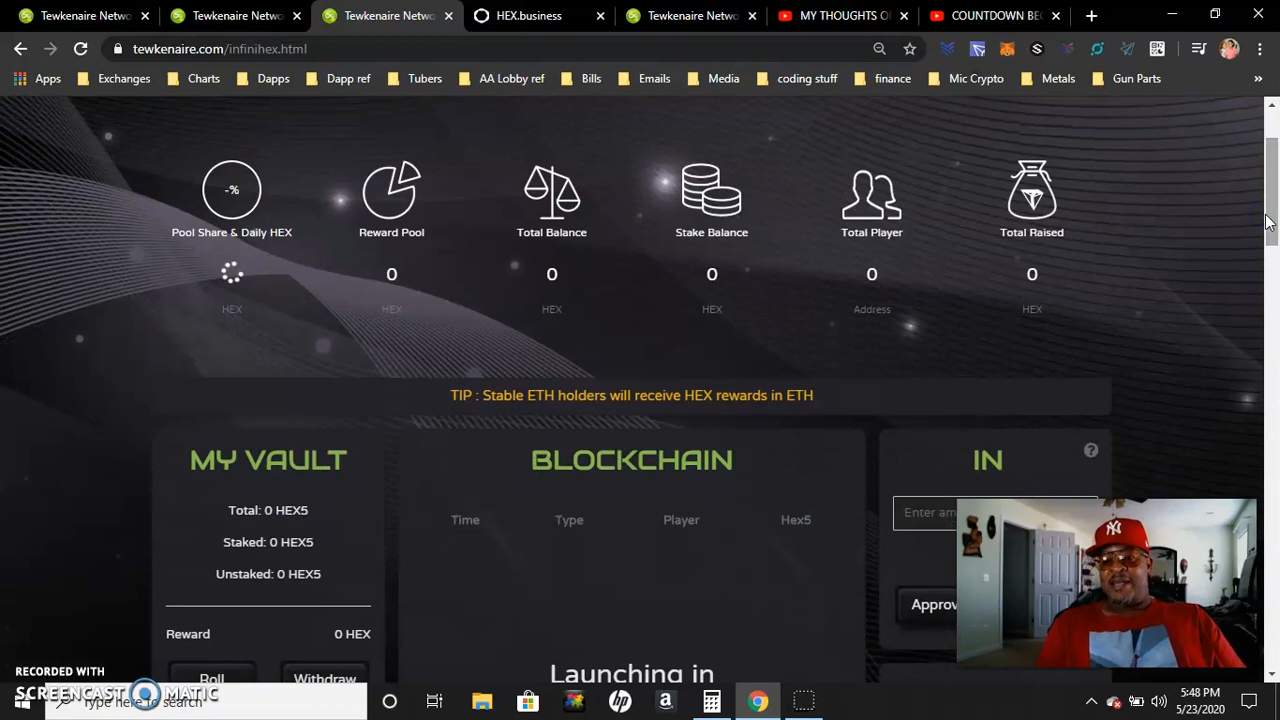 Tewkenaire Netwo
Tewkenaire Netwo
Tewkenaire Netwo
HEX.business
Tewkenaire Netwo
MY THOUGHTS O
COUNTDOWN BE
tewkenaire.com/infinihex.html
Apps
Exchanges
Charts
Dapps
Dapp ref
Tubers
AA Lobby ref
Bills
Emails
Media
coding stuff
finance
Mic Crypto
Metals
Gun Parts
»
-%
Pool Share & Daily HEX
Reward Pool
Total Balance
Stake Balance
Total Player
Total Raised
0
0
0
0
0
HEX
HEX
HEX
HEX
Address
HEX
TIP : Stable ETH holders will receive HEX rewards in ETH
MY VAULT
BLOCKCHAIN
IN
?
Total: 0 HEX5
Time
Type
Player
Hex5
Enter am
Staked: 0 HEX5
Unstaked: 0 HEX5
Approv
Reward
0 HEX
Roll
Withdraw
Launching in
RECORDED WITH
SCREENCAST MATIC
Type here to search
5:48 PM
5/23/2020